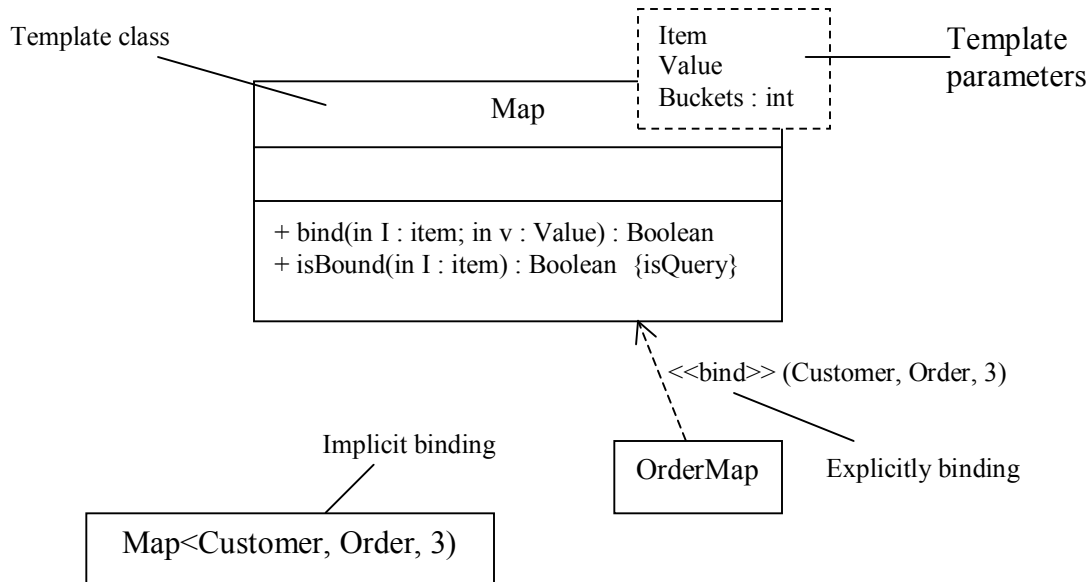 Template class
Item
Value
Buckets : int
Template
parameters
Map
+ bind(in I : item; in v : Value) : Boolean
+ isBound(in I : item) : Boolean {isQuery}
<<bind>> (Customer, Order, 3)
Implicit binding
OrderMap
Explicitly binding
Map<Customer, Order, 3)